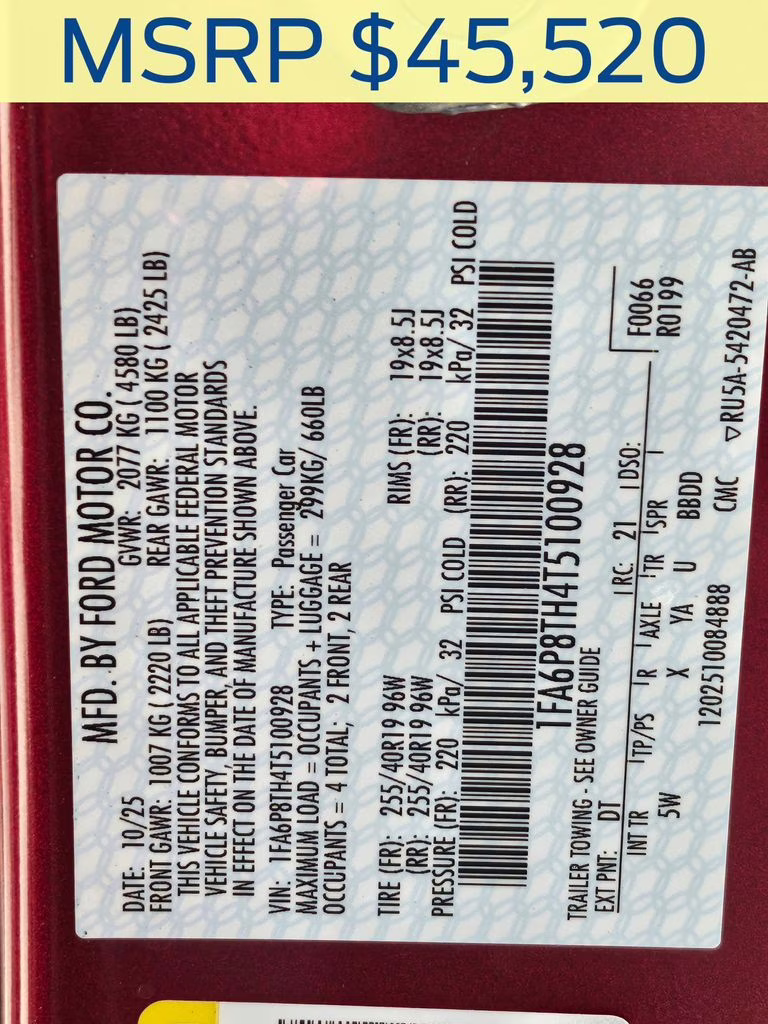 MSRP $45,520
MFD. BY FORD MOTOR CO.
DATE: 10/25 GVWR: 2077 KG ( 4580 LB)
FRONT GAWR: 1007 KG ( 2220 LB) REAR GAWR: 1100 KG ( 2425 LB)
THIS VEHICLE CONFORMS TO ALL APPLICABLE FEDERAL MOTOR
VEHICLE SAFETY, BUMPER, AND THEFT PREVENTION STANDARDS
IN EFFECT ON THE DATE OF MANUFACTURE SHOWN ABOVE.
VIN: 1FA6P8TH4T5100928 TYPE: Passenger Car
MAXIMUM LOAD = OCCUPANTS + LUGGAGE = 299KG/ 660LB
OCCUPANTS = 4 TOTAL, 2 FRONT, 2 REAR
TIRE (FR): 255/40R19 96W RIMS (FR): 19x8.5J
(RR): 255/40R19 96W (RR): 19x8.5J
PRESSURE (FR): 220 kPa/ 32 PSI COLD (RR): 220 kPa/ 32 PSI COLD
1FA6P8TH4T5100928
TRAILER TOWING - SEE OWNER GUIDE
EXT PNT: DT RC: 21 DSO:
INT TR TP/PS R AXLE TR SPR F0066
5W X YA U BBDD R0199
1202510084888 CMC ▽RU5A-5420472-AB